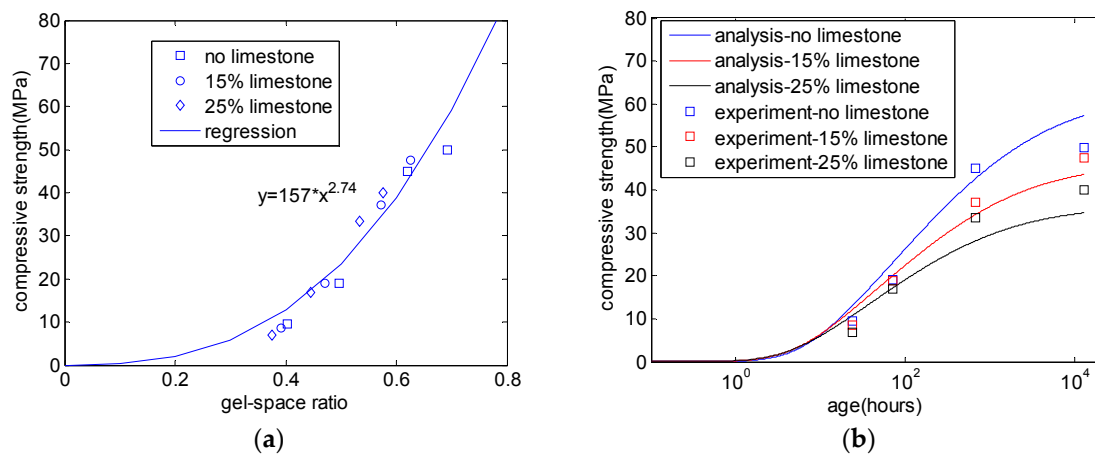 80
70
60
50
40
30
20
10
0
compressive strength(MPa)
no limestone
15% limestone
25% limestone
regression
y=157*x^2.74
0 0.2 0.4 0.6 0.8
gel-space ratio
(a)
80
70
60
50
40
30
20
10
0
compressive strength(MPa)
analysis-no limestone
analysis-15% limestone
analysis-25% limestone
experiment-no limestone
experiment-15% limestone
experiment-25% limestone
10^0 10^2 10^4
age(hours)
(b)